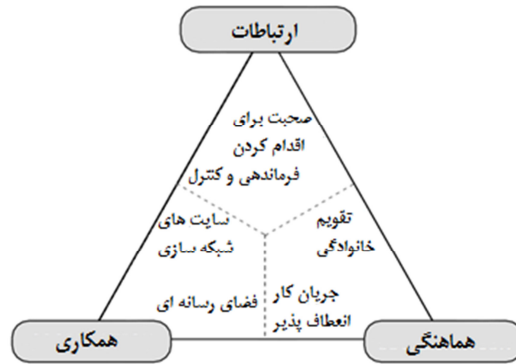 ارتباطات
صحبت برای
اقدام کردن
فرماندهی و کنترل
تقویم
خانوادگی
سایت های
شبکه سازی
جریان کار
انعطاف پذیر
فضای رسانه ای
هماهنگی
همکاری